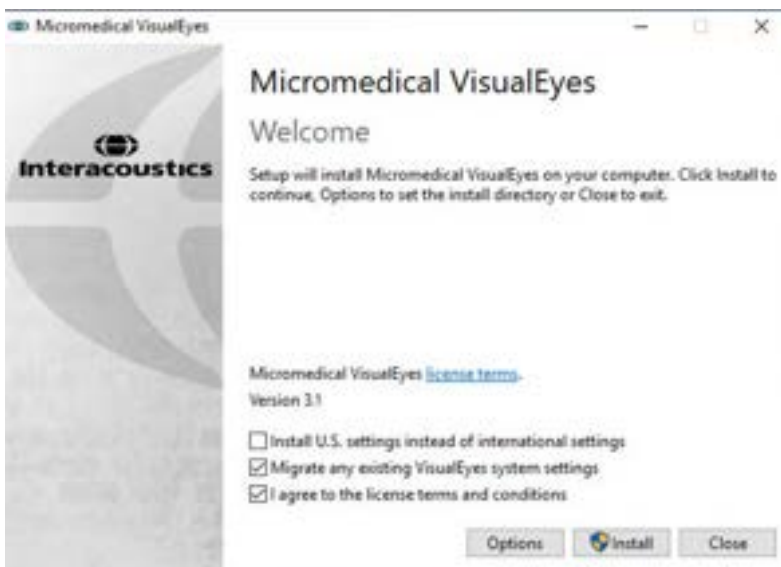 Micromedical VisualEyes
Interacoustics
Micromedical VisualEyes
Welcome
Setup will install Micromedical VisualEyes on your computer. Click Install to
continue, Options to set the install directory or Close to exit.
Micromedical VisualEyes license terms.
Version 3.1
Install U.S. settings instead of international settings
Migrate any existing VisualEyes system settings
I agree to the license terms and conditions
Options Install Close